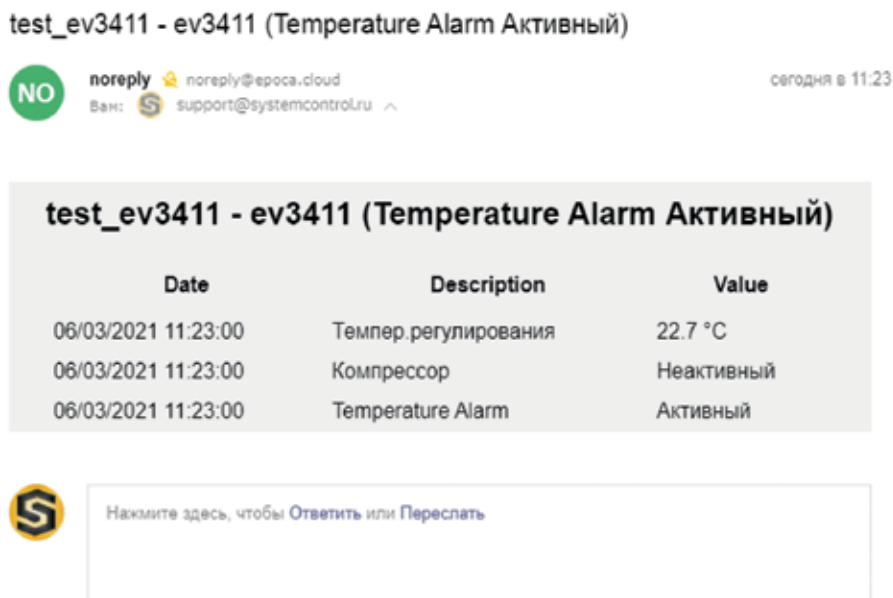 test_ev3411 - ev3411 (Temperature Alarm Активный)
NO
noreply noreply@epoca.cloud
сегодня в 11:23
Вам: S support@systemcontrol.ru
test_ev3411 - ev3411 (Temperature Alarm Активный)
Date Description Value
06/03/2021 11:23:00 Темпер.регулирования 22.7 °C
06/03/2021 11:23:00 Компрессор Неактивный
06/03/2021 11:23:00 Temperature Alarm Активный
S
Нажмите здесь, чтобы Ответить или Переслать